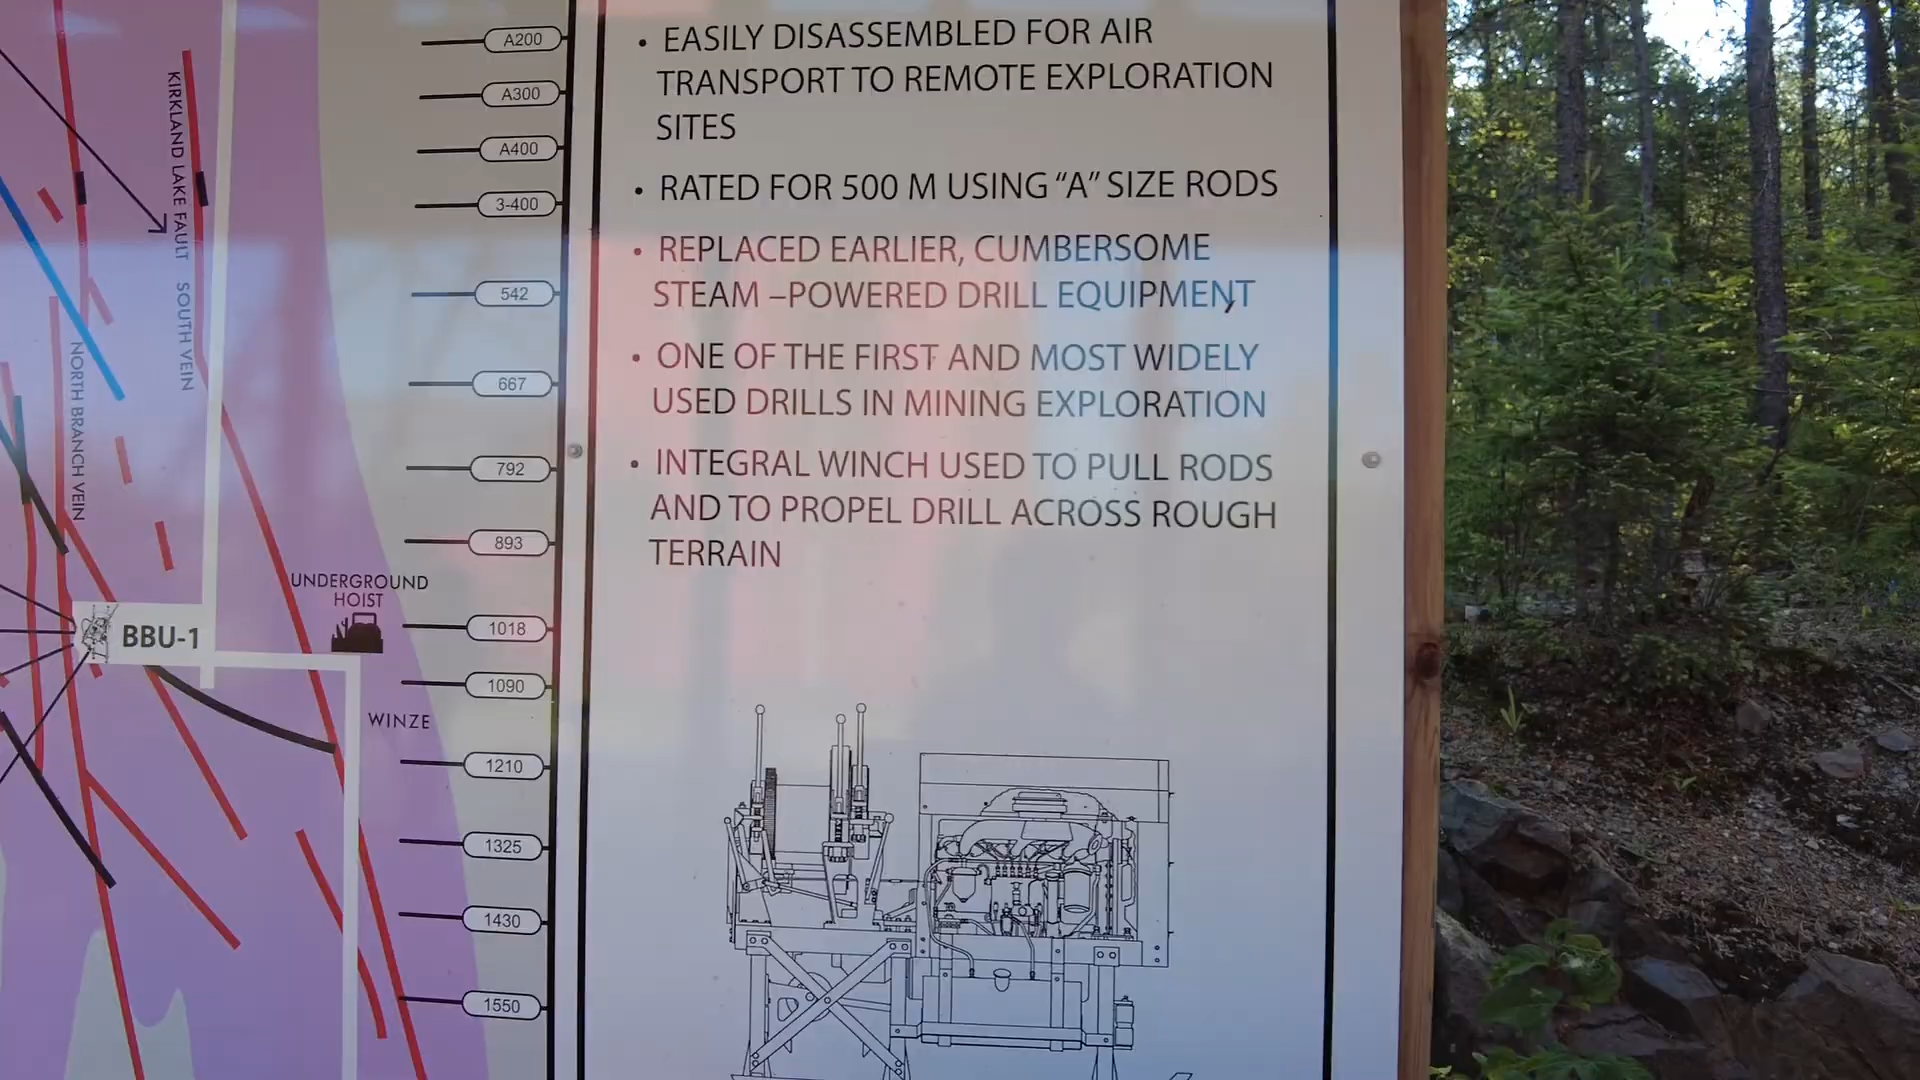 KIRKLAND LAKE FAULT
SOUTH VEIN
NORTH BRANCH VEIN
BBU-1
UNDERGROUND
HOIST
WINZE
A200
A300
A400
3-400
542
667
792
893
1018
1090
1210
1325
1430
1550
• EASILY DISASSEMBLED FOR AIR
TRANSPORT TO REMOTE EXPLORATION
SITES
• RATED FOR 500 M USING “A” SIZE RODS
• REPLACED EARLIER, CUMBERSOME
STEAM –POWERED DRILL EQUIPMENT
• ONE OF THE FIRST AND MOST WIDELY
USED DRILLS IN MINING EXPLORATION
• INTEGRAL WINCH USED TO PULL RODS
AND TO PROPEL DRILL ACROSS ROUGH
TERRAIN